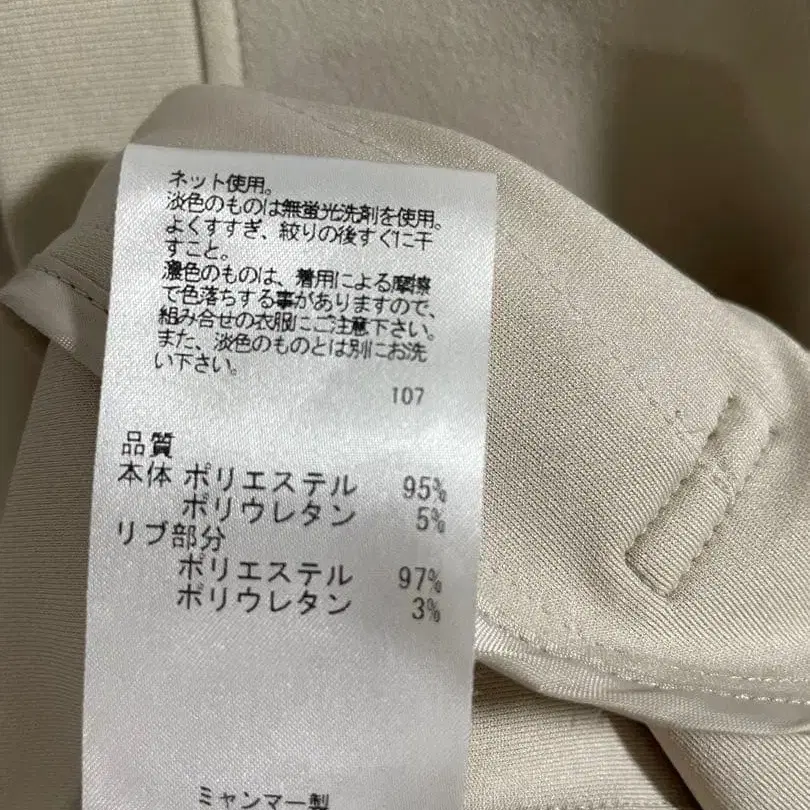 ネット使用。
淡色のものは無蛍光洗剤を使用。
よくすすぎ、絞りの後すぐに干
すこと。
濃色のものは、着用による摩擦
で色落ちする事がありますので、
組み合せの衣服にご注意下さい。
また、淡色のものとは別にお洗
い下さい。
107
品質
本体 ポリエステル 95%
ポリウレタン 5%
リブ部分
ポリエステル 97%
ポリウレタン 3%
ミャンマー製